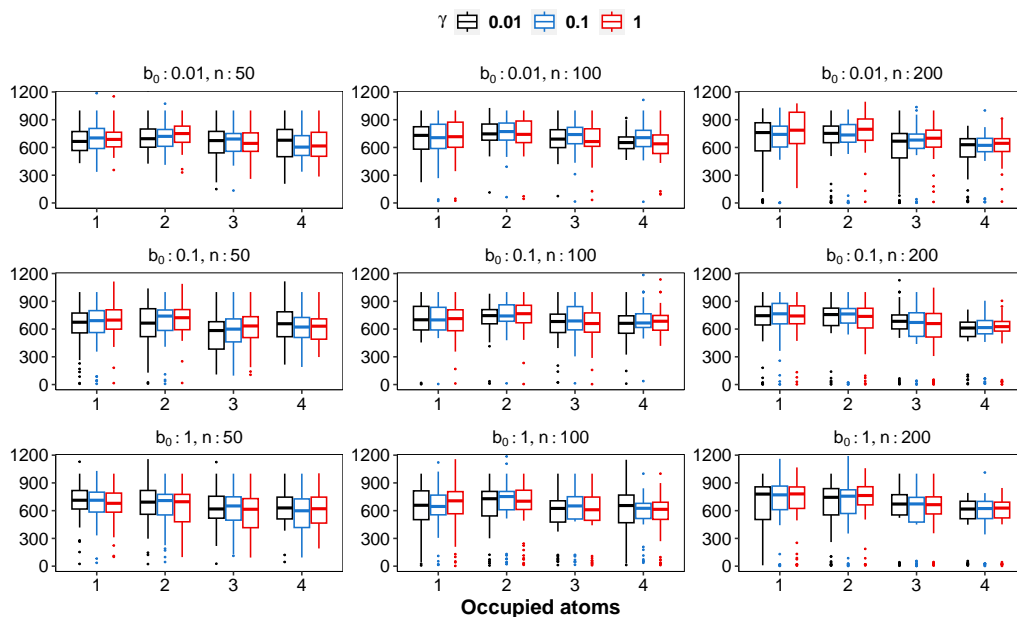 γ 0.01 0.1 1
b₀ : 0.01, n : 50
b₀ : 0.01, n : 100
b₀ : 0.01, n : 200
1200
900
600
300
0
1 2 3 4
1200
900
600
300
0
1 2 3 4
1200
900
600
300
0
1 2 3 4
b₀ : 0.1, n : 50
b₀ : 0.1, n : 100
b₀ : 0.1, n : 200
1200
900
600
300
0
1 2 3 4
1200
900
600
300
0
1 2 3 4
1200
900
600
300
0
1 2 3 4
b₀ : 1, n : 50
b₀ : 1, n : 100
b₀ : 1, n : 200
1200
900
600
300
0
1 2 3 4
1200
900
600
300
0
1 2 3 4
1200
900
600
300
0
1 2 3 4
Occupied atoms